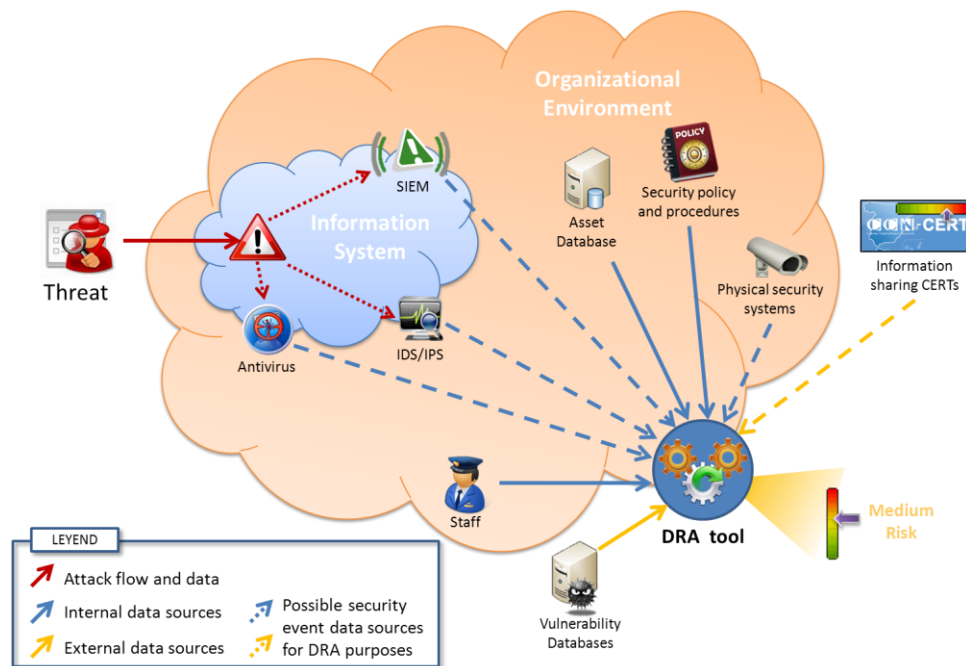 Organizational
Environment
POLICY
SIEM
Security policy
and procedures
Asset
Database
Information
System
CCN-CERT
Information
sharing CERTs
Physical security
systems
Threat
Antivirus
IDS/IPS
Staff
DRA tool
Medium
Risk
Vulnerability
Databases
LEYEND
Attack flow and data
Internal data sources
External data sources
Possible security
event data sources
for DRA purposes